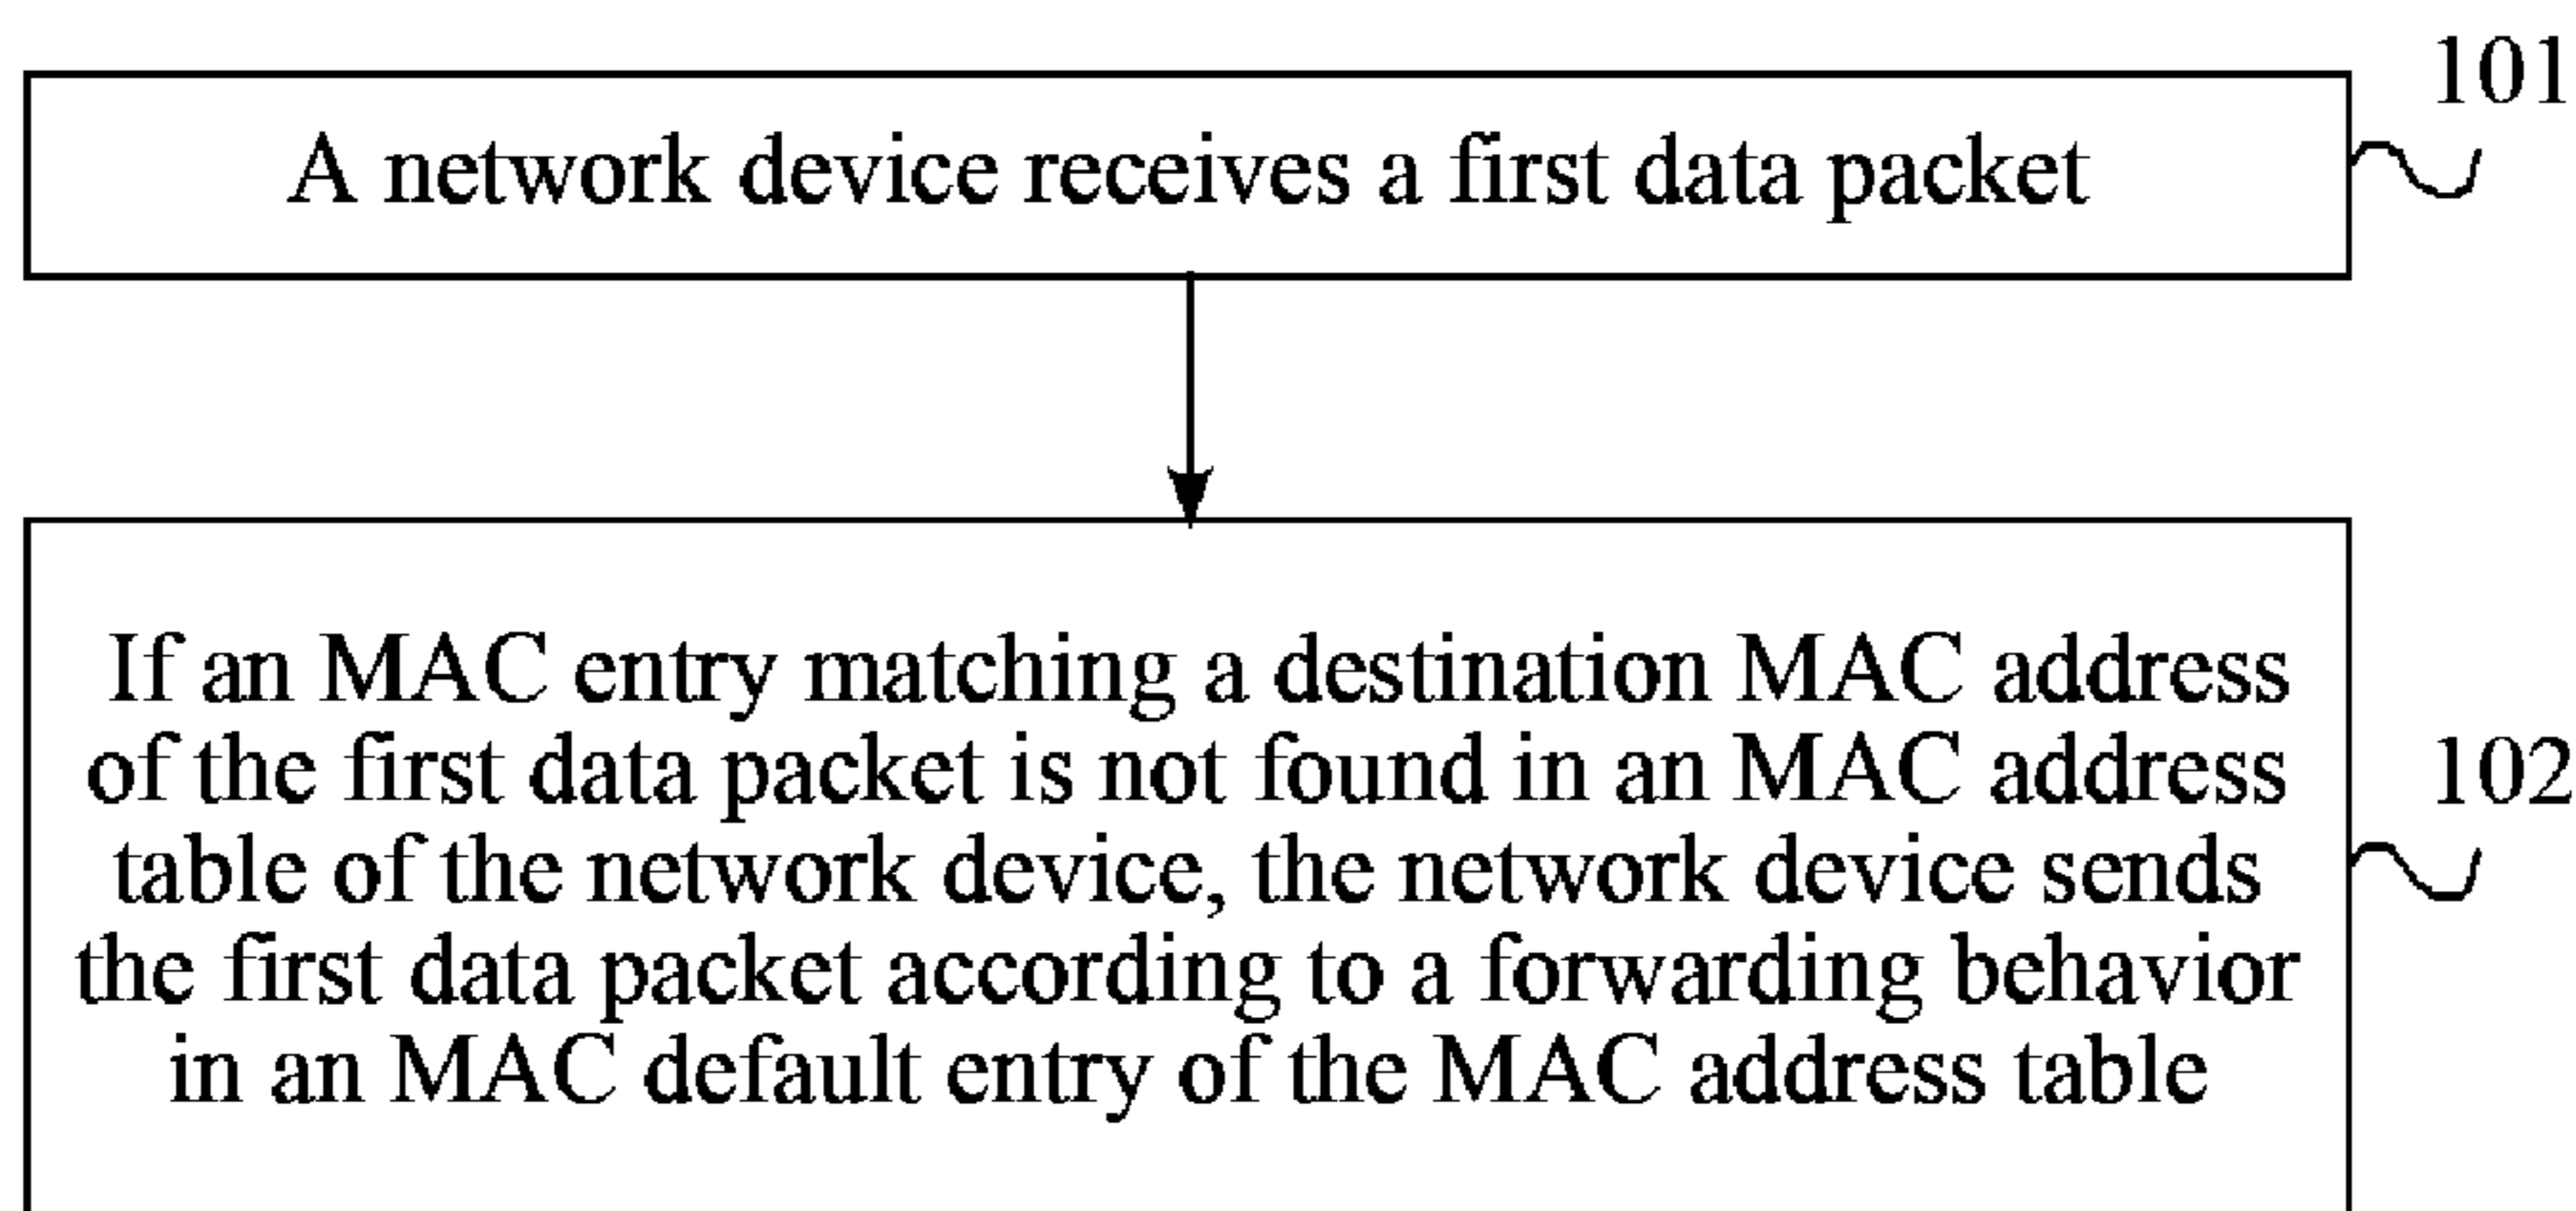 101
A network device receives a first data packet
If an MAC entry matching a destination MAC address
of the first data packet is not found in an MAC address
102
table of the network device, the network device sends
the first data packet according to a forwarding behavior
in an MAC default entry of the MAC address table